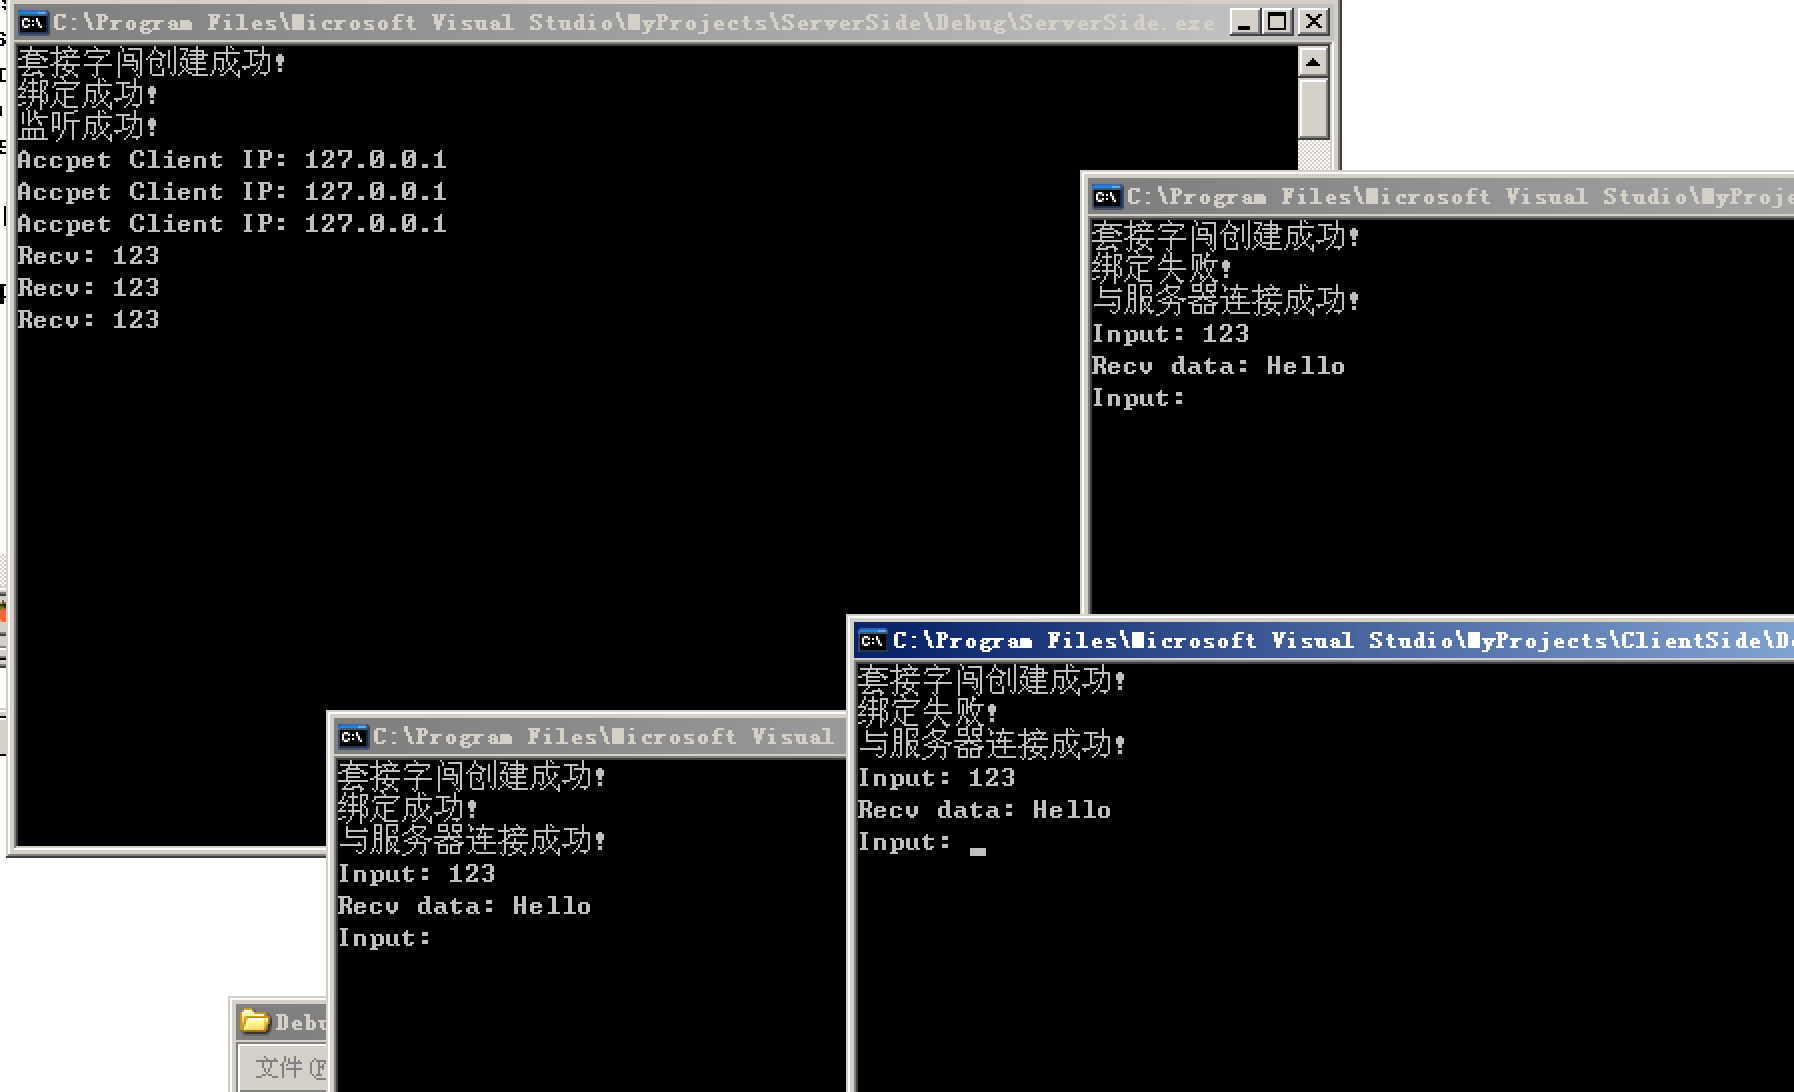 C:\Program Files\Microsoft Visual Studio\MyProjects\ServerSide\Debug\ServerSide.exe
套接字闯创建成功!
绑定成功!
监听成功!
Accpet Client IP: 127.0.0.1
Accpet Client IP: 127.0.0.1
Accpet Client IP: 127.0.0.1
Recv: 123
Recv: 123
Recv: 123
C:\Program Files\Microsoft Visual Studio\MyProje
套接字闯创建成功!
绑定失败!
与服务器连接成功!
Input: 123
Recv data: Hello
Input:
C:\Program Files\Microsoft Visual Studio\MyProjects\ClientSide\D
套接字闯创建成功!
绑定失败!
与服务器连接成功!
Input: 123
Recv data: Hello
Input:
C:\Program Files\Microsoft Visual
套接字闯创建成功!
绑定成功!
与服务器连接成功!
Input: 123
Recv data: Hello
Input:
Debu
文件(F